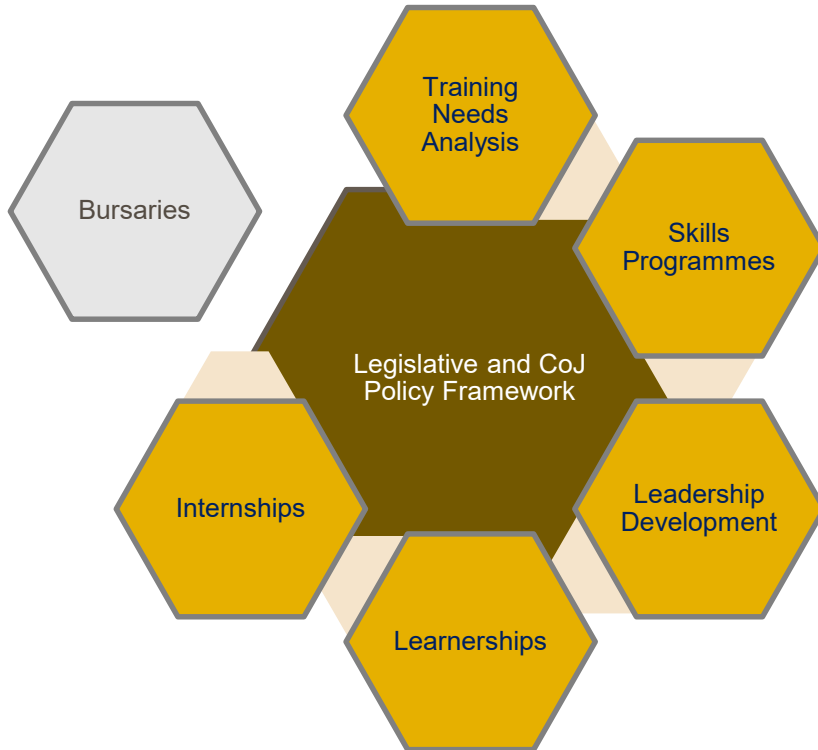 Training
Needs
Analysis
Bursaries
Skills
Programmes
Legislative and CoJ
Policy Framework
Internships
Leadership
Development
Learnerships